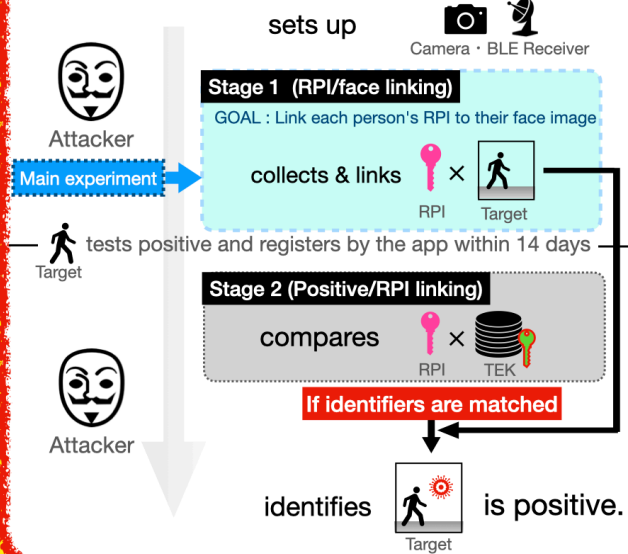 sets up
Camera・BLE Receiver
Attacker
Stage 1 (RPI/face linking)
GOAL : Link each person's RPI to their face image
Main experiment
collects & links
×
RPI
Target
Target
tests positive and registers by the app within 14 days
Stage 2 (Positive/RPI linking)
compares
×
RPI
TEK
Attacker
If identifiers are matched
identifies
is positive.
Target